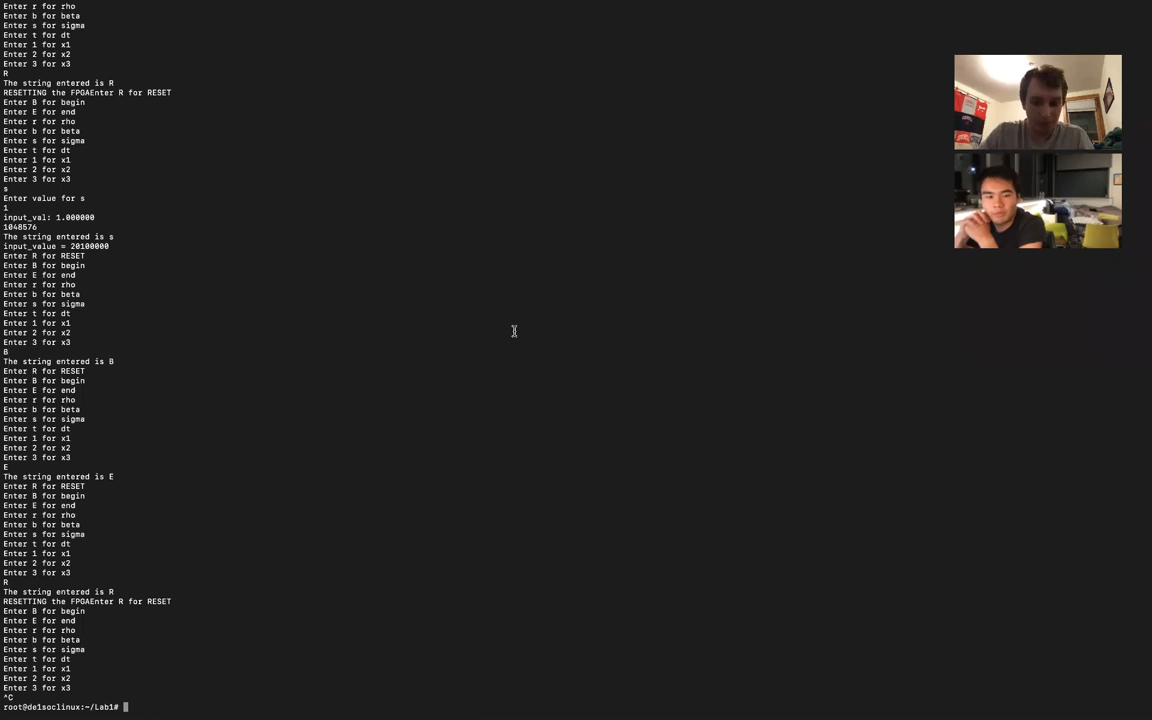 Enter r for rho
Enter b for beta
Enter s for sigma
Enter t for dt
Enter 1 for x1
Enter 2 for x2
Enter 3 for x3
R
The string entered is R
RESETTING the FPGAEnter R for RESET
Enter B for begin
Enter E for end
Enter r for rho
Enter b for beta
Enter s for sigma
Enter t for dt
Enter 1 for x1
Enter 2 for x2
Enter 3 for x3
s
Enter value for s
1
input_val: 1.000000
1048576
The string entered is s
input_value = 20100000
Enter R for RESET
Enter B for begin
Enter E for end
Enter r for rho
Enter b for beta
Enter s for sigma
Enter t for dt
Enter 1 for x1
Enter 2 for x2
Enter 3 for x3
B
The string entered is B
Enter R for RESET
Enter B for begin
Enter E for end
Enter r for rho
Enter b for beta
Enter s for sigma
Enter t for dt
Enter 1 for x1
Enter 2 for x2
Enter 3 for x3
E
The string entered is E
Enter R for RESET
Enter B for begin
Enter E for end
Enter r for rho
Enter b for beta
Enter s for sigma
Enter t for dt
Enter 1 for x1
Enter 2 for x2
Enter 3 for x3
R
The string entered is R
RESETTING the FPGAEnter R for RESET
Enter B for begin
Enter E for end
Enter r for rho
Enter b for beta
Enter s for sigma
Enter t for dt
Enter 1 for x1
Enter 2 for x2
Enter 3 for x3
^C
root@de1soclinux:~/Lab1#